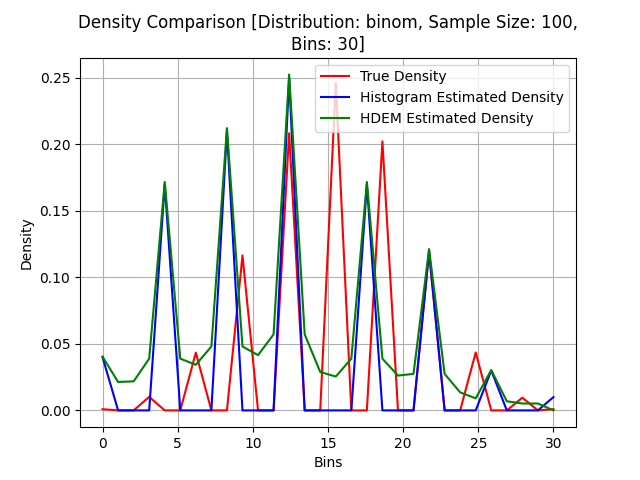 Density Comparison [Distribution: binom, Sample Size: 100,
Bins: 30]
True Density
Histogram Estimated Density
HDEM Estimated Density
Density
0.25
0.20
0.15
0.10
0.05
0.00
0 5 10 15 20 25 30
Bins